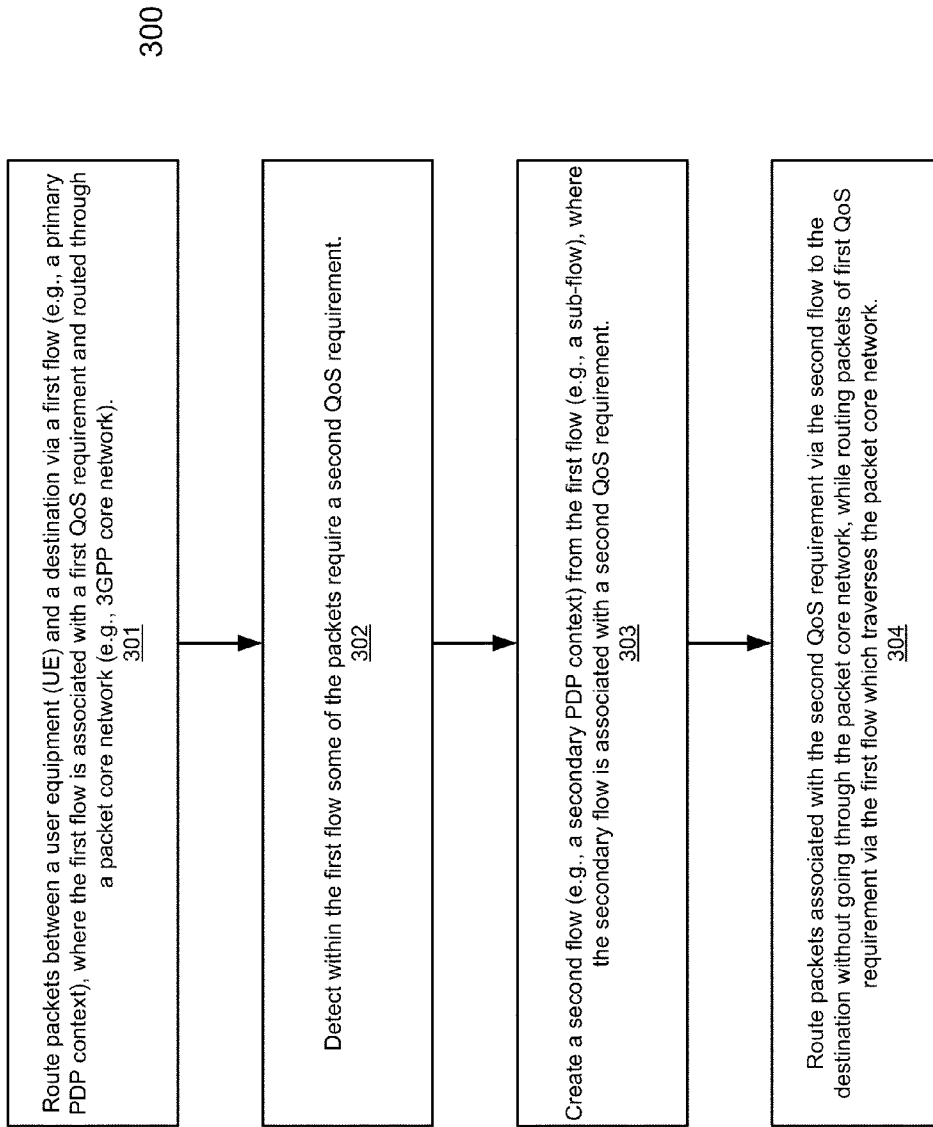 300
Route packets between a user equipment (UE) and a destination via a first flow (e.g., a primary
PDP context), where the first flow is associated with a first QoS requirement and routed through
a packet core network (e.g., 3GPP core network).
301
Detect within the first flow some of the packets require a second QoS requirement.
302
Create a second flow (e.g., a secondary PDP context) from the first flow (e.g., a sub-flow), where
the secondary flow is associated with a second QoS requirement.
303
Route packets associated with the second QoS requirement via the second flow to the
destination without going through the packet core network, while routing packets of first QoS
requirement via the first flow which traverses the packet core network.
304